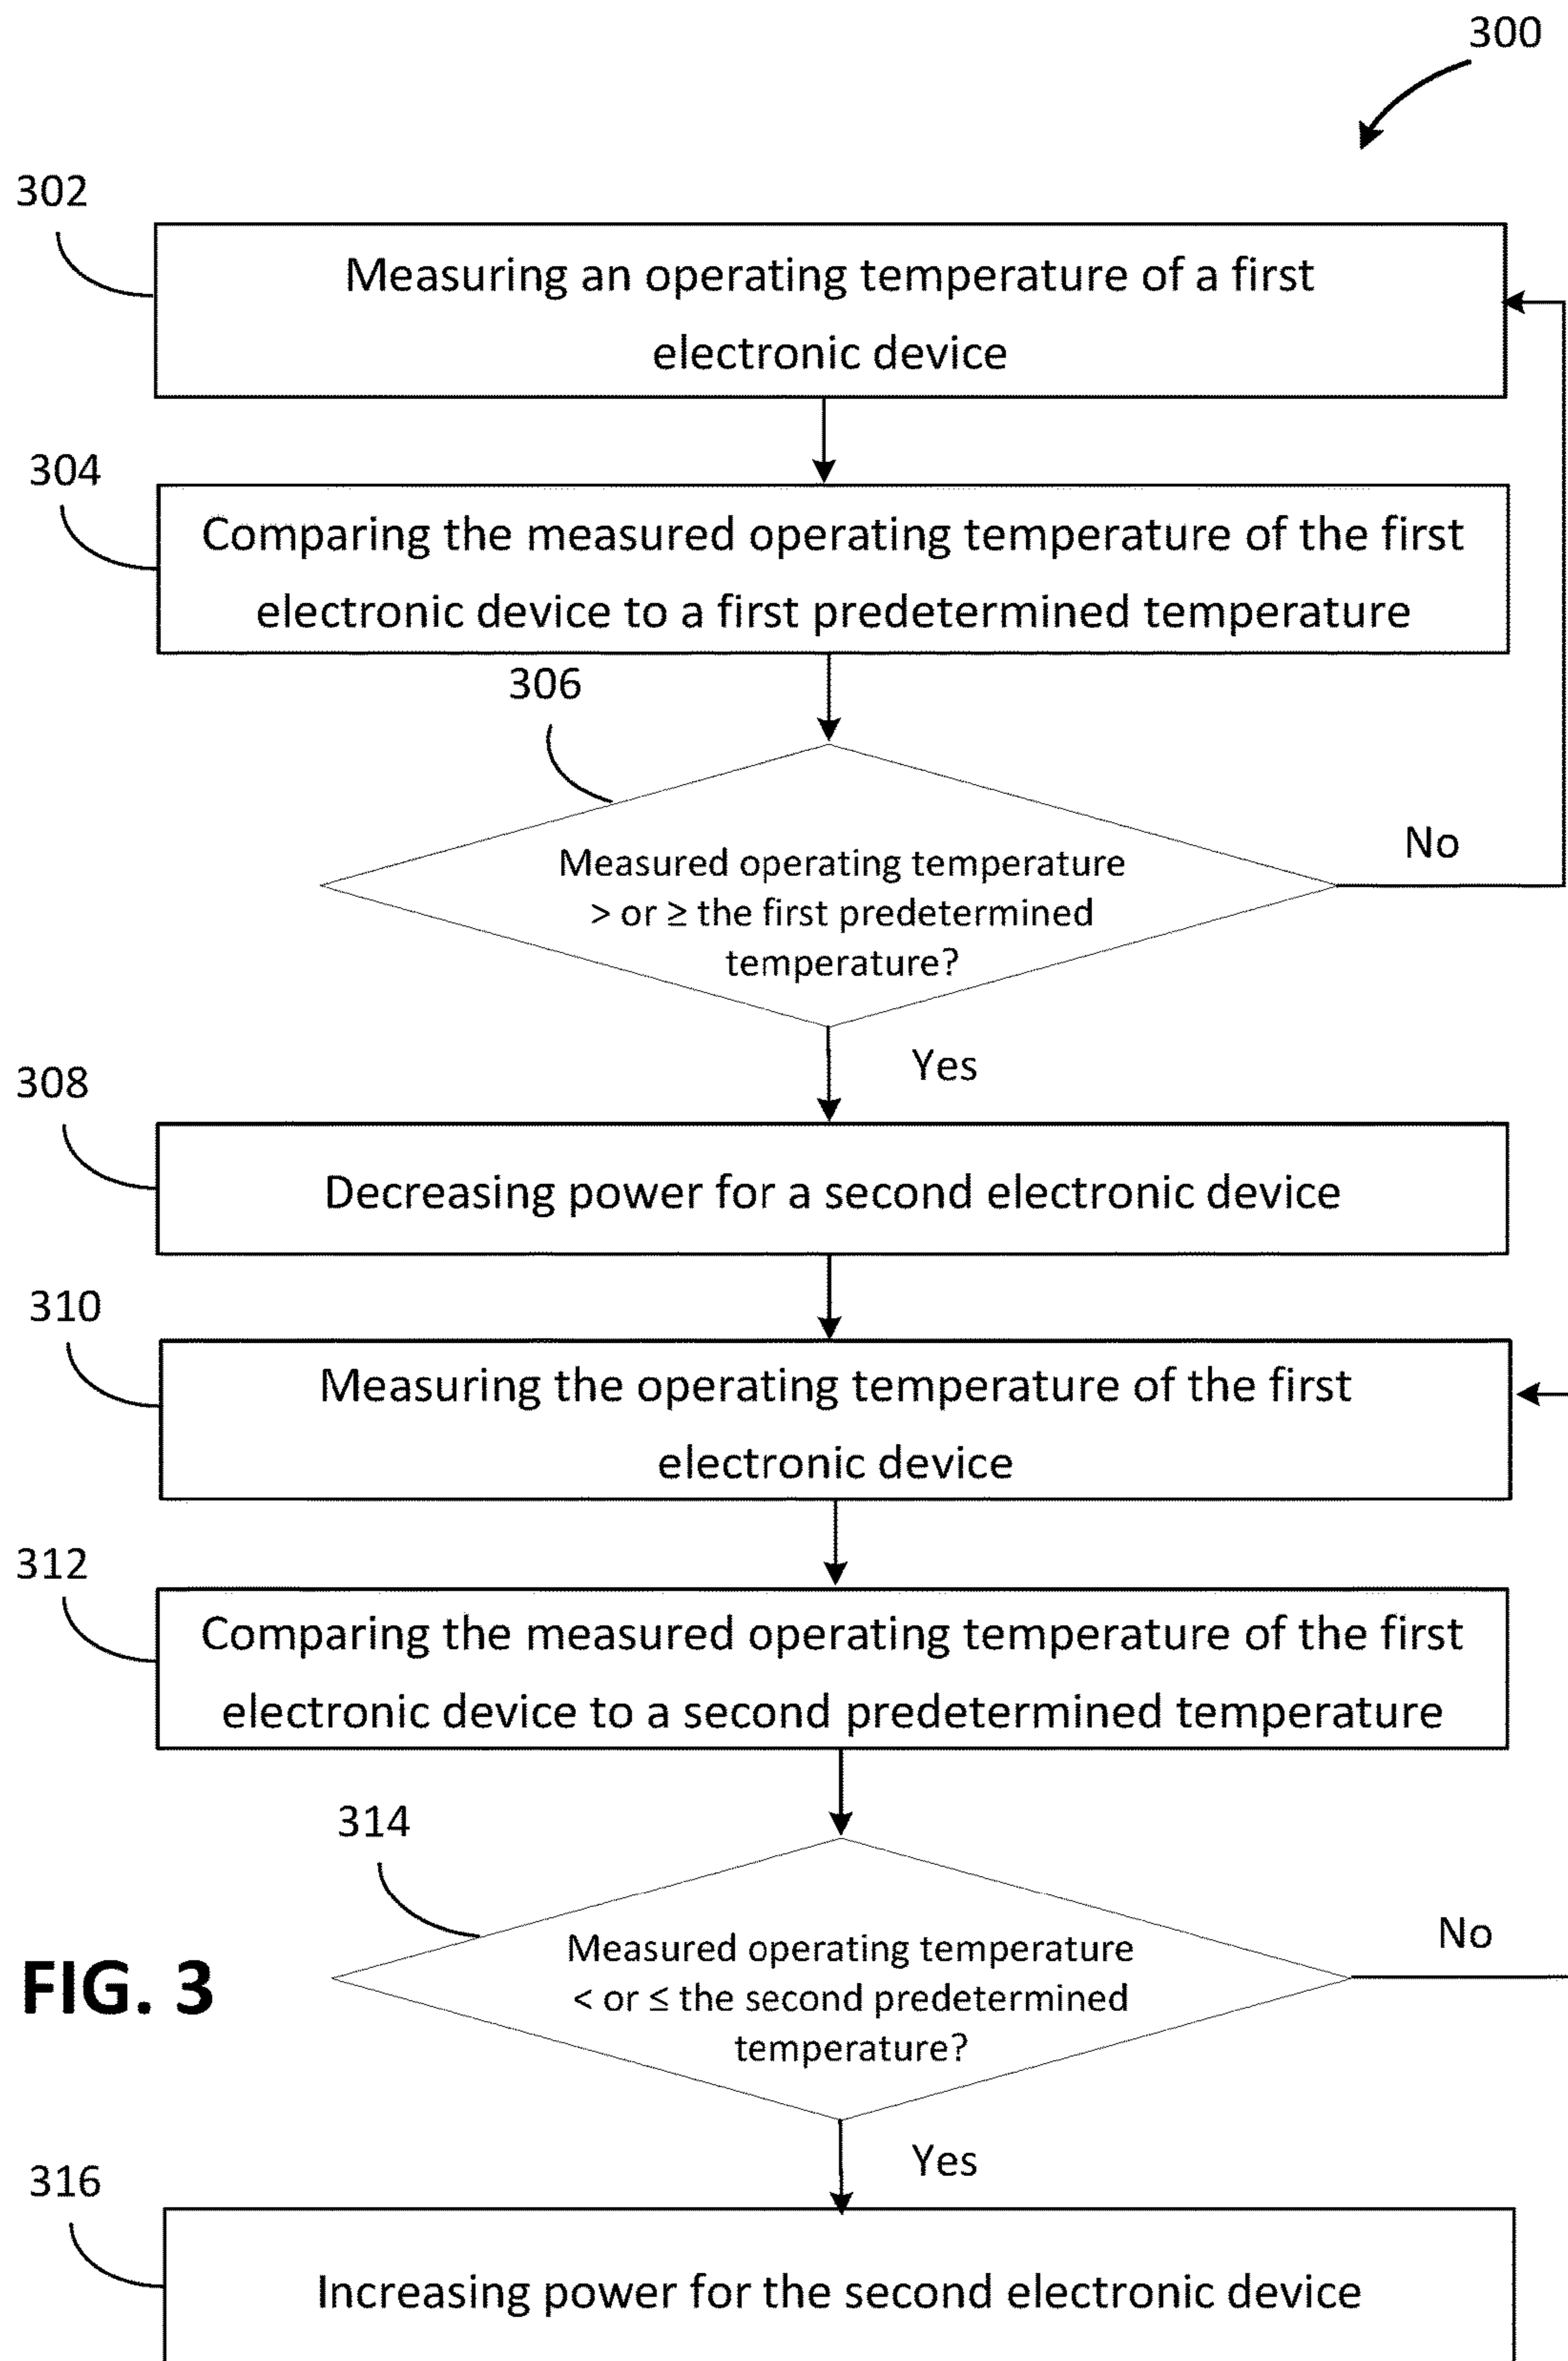 300
302
Measuring an operating temperature of a first
electronic device
304
Comparing the measured operating temperature of the first
electronic device to a first predetermined temperature
306
Measured operating temperature
> or ≥ the first predetermined
temperature?
No
Yes
308
Decreasing power for a second electronic device
310
Measuring the operating temperature of the first
electronic device
312
Comparing the measured operating temperature of the first
electronic device to a second predetermined temperature
314
Measured operating temperature
< or ≤ the second predetermined
temperature?
No
FIG. 3
Yes
316
Increasing power for the second electronic device